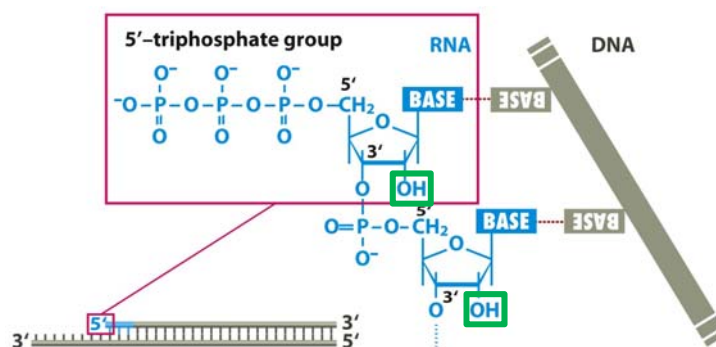 5'–triphosphate group
RNA
DNA
O⁻ O⁻ O⁻
5'
⁻O–P–O–P–O–P–O–CH₂
BASE
BASE
O
O O O
3'
O
OH
5'
O=P–O–CH₂
BASE
BASE
O⁻
O
3'
O
OH
5'
3'
3'
5'